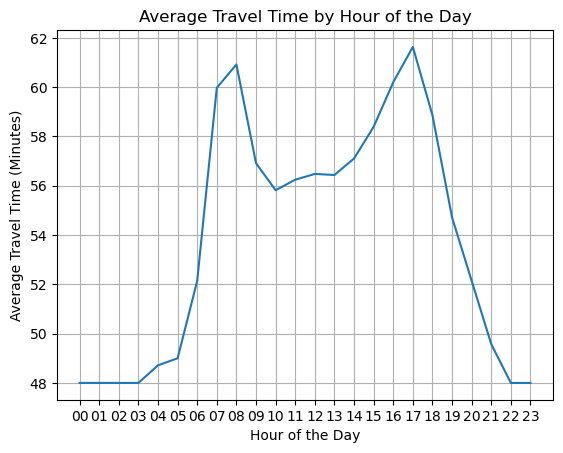 Average Travel Time by Hour of the Day
Average Travel Time (Minutes)
62
60
58
56
54
52
50
48
00 01 02 03 04 05 06 07 08 09 10 11 12 13 14 15 16 17 18 19 20 21 22 23
Hour of the Day